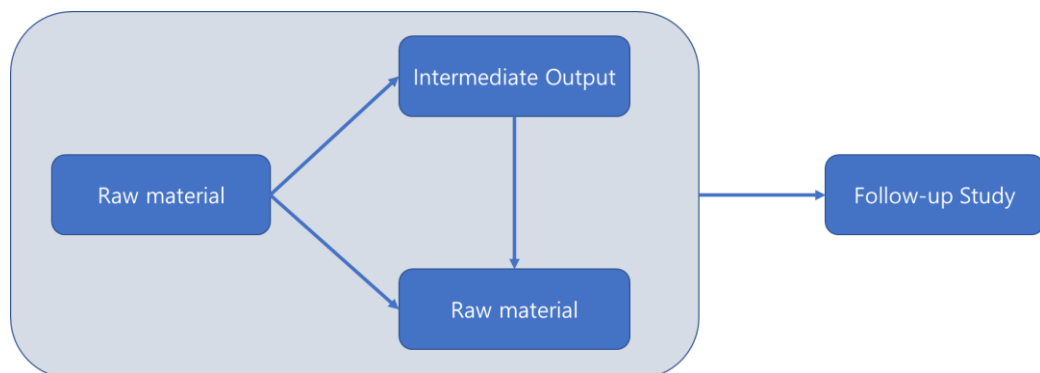 Intermediate Output
Raw material
Follow-up Study
Raw material